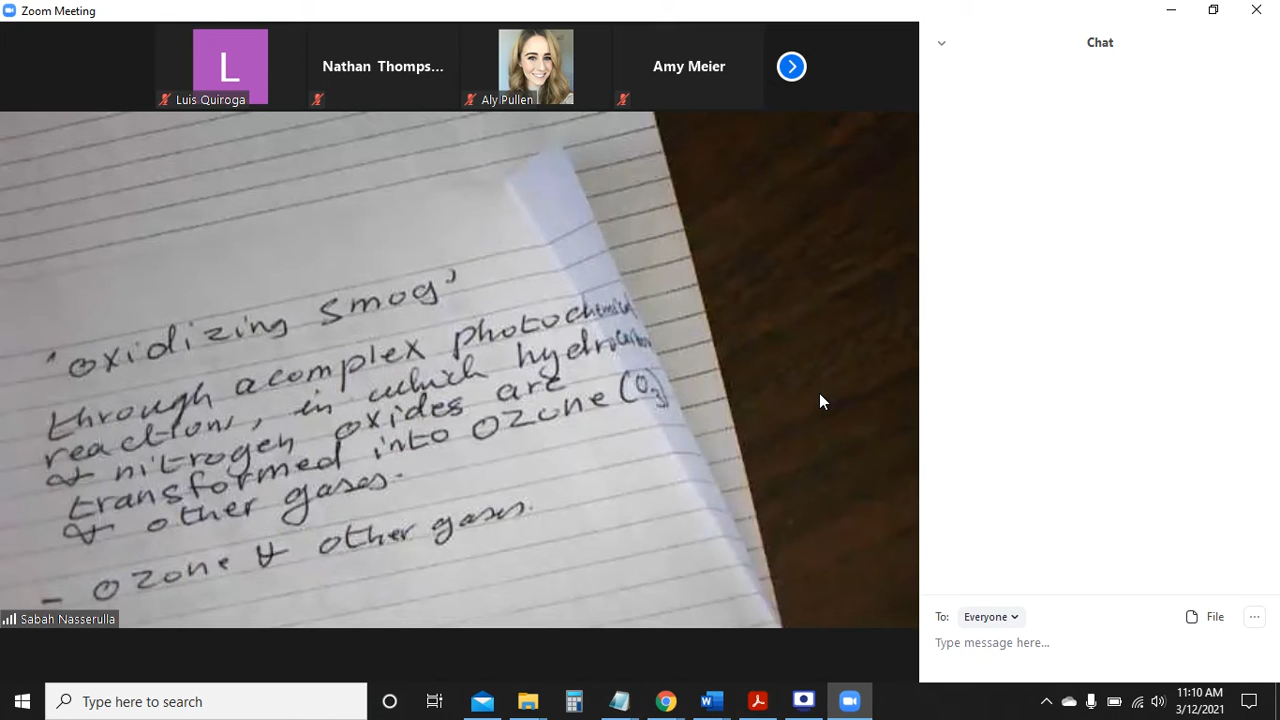 Zoom Meeting
Chat
L
Luis Quiroga
Nathan Thomps...
Aly Pullen
Amy Meier
'oxidizing smog'
through a complex photochemical
reaction, in which hydrocarbon
& nitrogen oxides are
transformed into ozone (O3)
& other gases.
- Ozone & other gases.
Sabah Nasserulla
To: Everyone
File
Type message here...
Type here to search
11:10 AM
3/12/2021